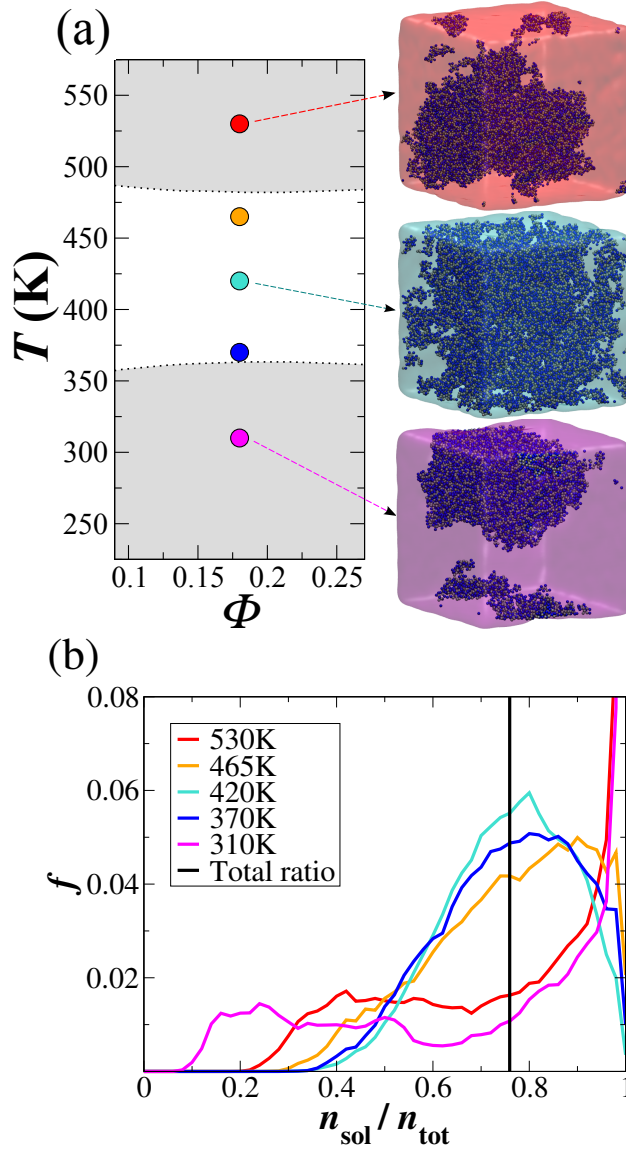 (a)
T (K)
550
500
450
400
350
300
250
0.1 0.15 0.2 0.25
Φ
(b)
f
0.08
0.06
0.04
0.02
530K
465K
420K
370K
310K
Total ratio
0 0.2 0.4 0.6 0.8 1
n_sol / n_tot